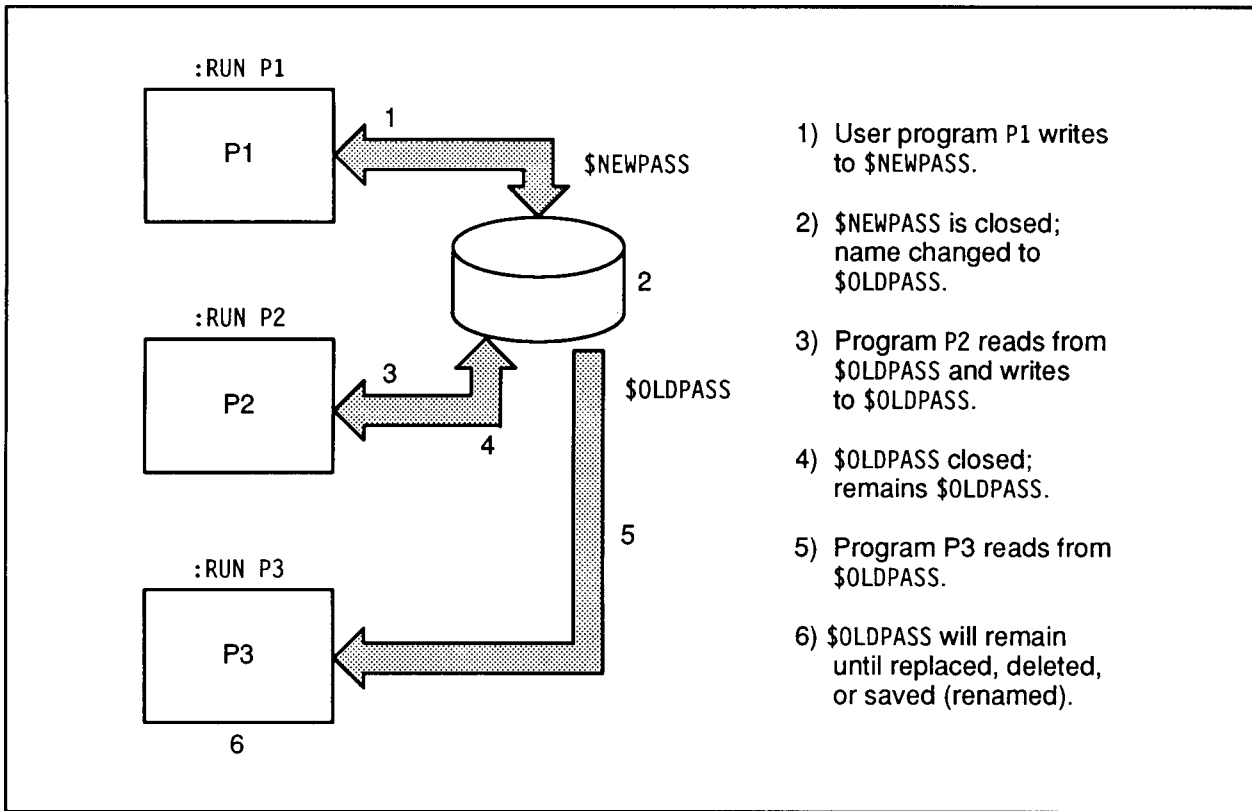 :RUN P1
P1
1
$NEWPASS
2
:RUN P2
P2
3
4
$OLDPASS
5
:RUN P3
P3
6
1) User program P1 writes
to $NEWPASS.
2) $NEWPASS is closed;
name changed to
$OLDPASS.
3) Program P2 reads from
$OLDPASS and writes
to $OLDPASS.
4) $OLDPASS closed;
remains $OLDPASS.
5) Program P3 reads from
$OLDPASS.
6) $OLDPASS will remain
until replaced, deleted,
or saved (renamed).